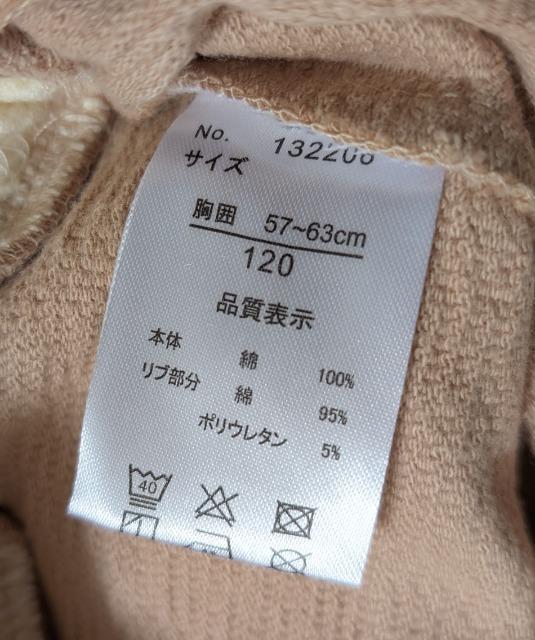 No. 132206
サイズ
胸囲 57~63cm
120
品質表示
本体 綿 100%
リブ部分 綿 95%
ポリウレタン 5%
40